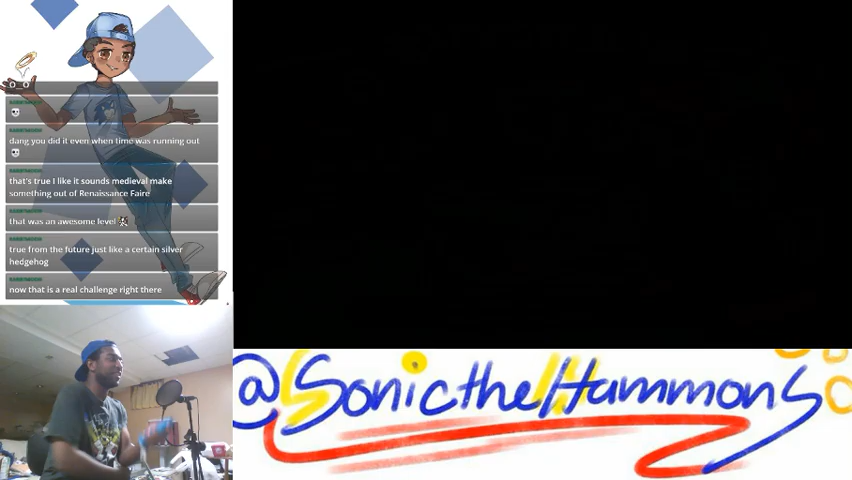 dang you did it even when time was running out
that's true I like it sounds medieval make
something out of Renaissance Faire
that was an awesome level
true from the future just like a certain silver
hedgehog
now that is a real challenge right there
@SonictheHammons